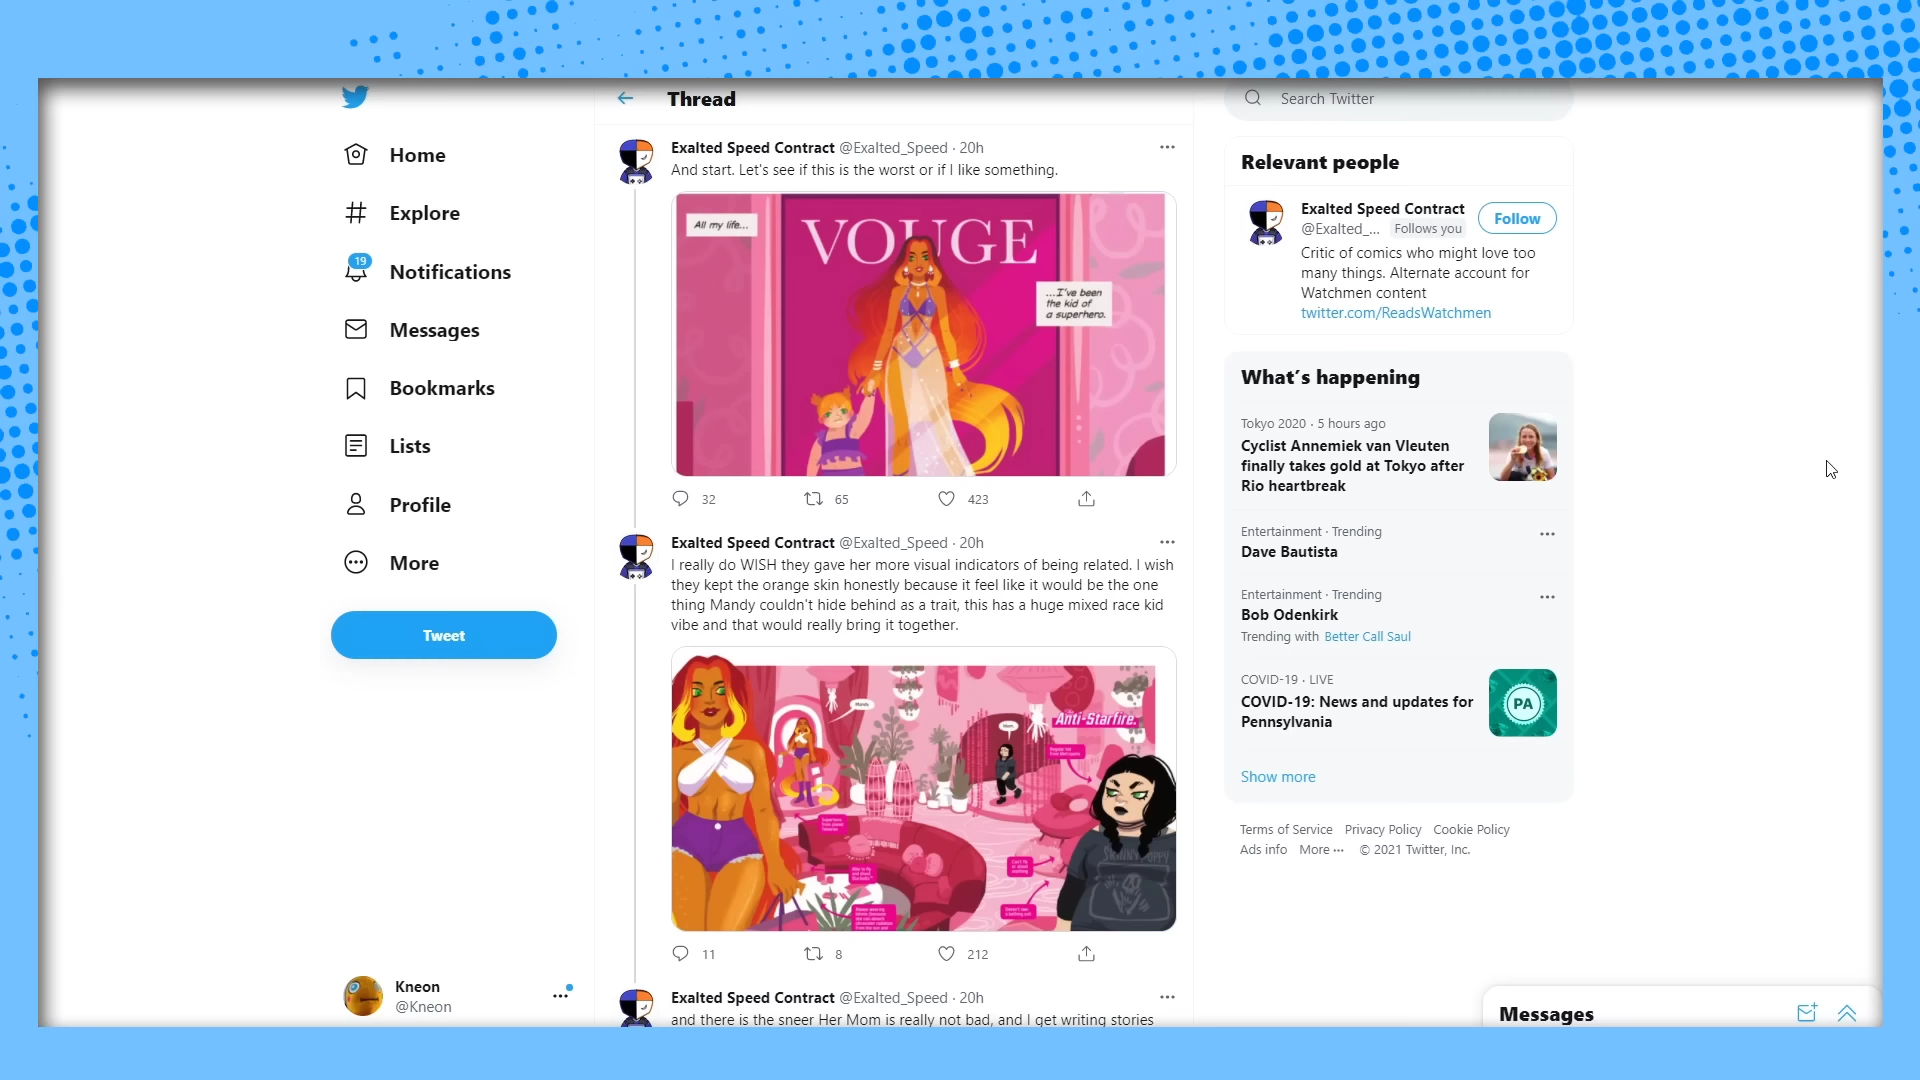 Thread
Search Twitter
Home
Explore
19
Notifications
Messages
Bookmarks
Lists
Profile
More
Tweet
Kneon
@Kneon
Exalted Speed Contract @Exalted_Speed · 20h
And start. Let's see if this is the worst or if I like something.
All my life...
VOUGE
...I've been
the kid of
a superhero.
32
65
423
Exalted Speed Contract @Exalted_Speed · 20h
I really do WISH they gave her more visual indicators of being related. I wish
they kept the orange skin honestly because it feel like it would be the one
thing Mandy couldn't hide behind as a trait, this has a huge mixed race kid
vibe and that would really bring it together.
Mandy
Mom
Anti-Starfire.
11
8
212
Exalted Speed Contract @Exalted_Speed · 20h
and there is the sneer Her Mom is really not bad, and I get writing stories
Relevant people
Exalted Speed Contract
@Exalted_... Follows you
Follow
Critic of comics who might love too
many things. Alternate account for
Watchmen content
twitter.com/ReadsWatchmen
What's happening
Tokyo 2020 · 5 hours ago
Cyclist Annemiek van Vleuten
finally takes gold at Tokyo after
Rio heartbreak
Entertainment · Trending
Dave Bautista
Entertainment · Trending
Bob Odenkirk
Trending with Better Call Saul
COVID-19 · LIVE
COVID-19: News and updates for
Pennsylvania
PA
Show more
Terms of Service Privacy Policy Cookie Policy
Ads info More ··· © 2021 Twitter, Inc.
Messages